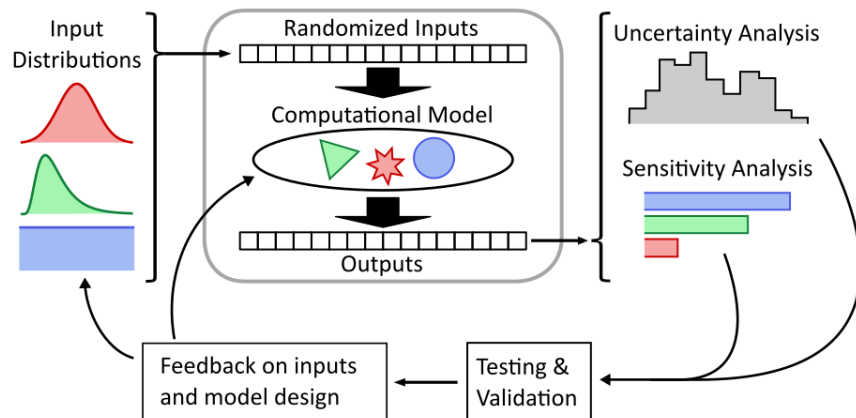 Input
Distributions
Randomized Inputs
Computational Model
Outputs
Uncertainty Analysis
Sensitivity Analysis
Testing &
Validation
Feedback on inputs
and model design